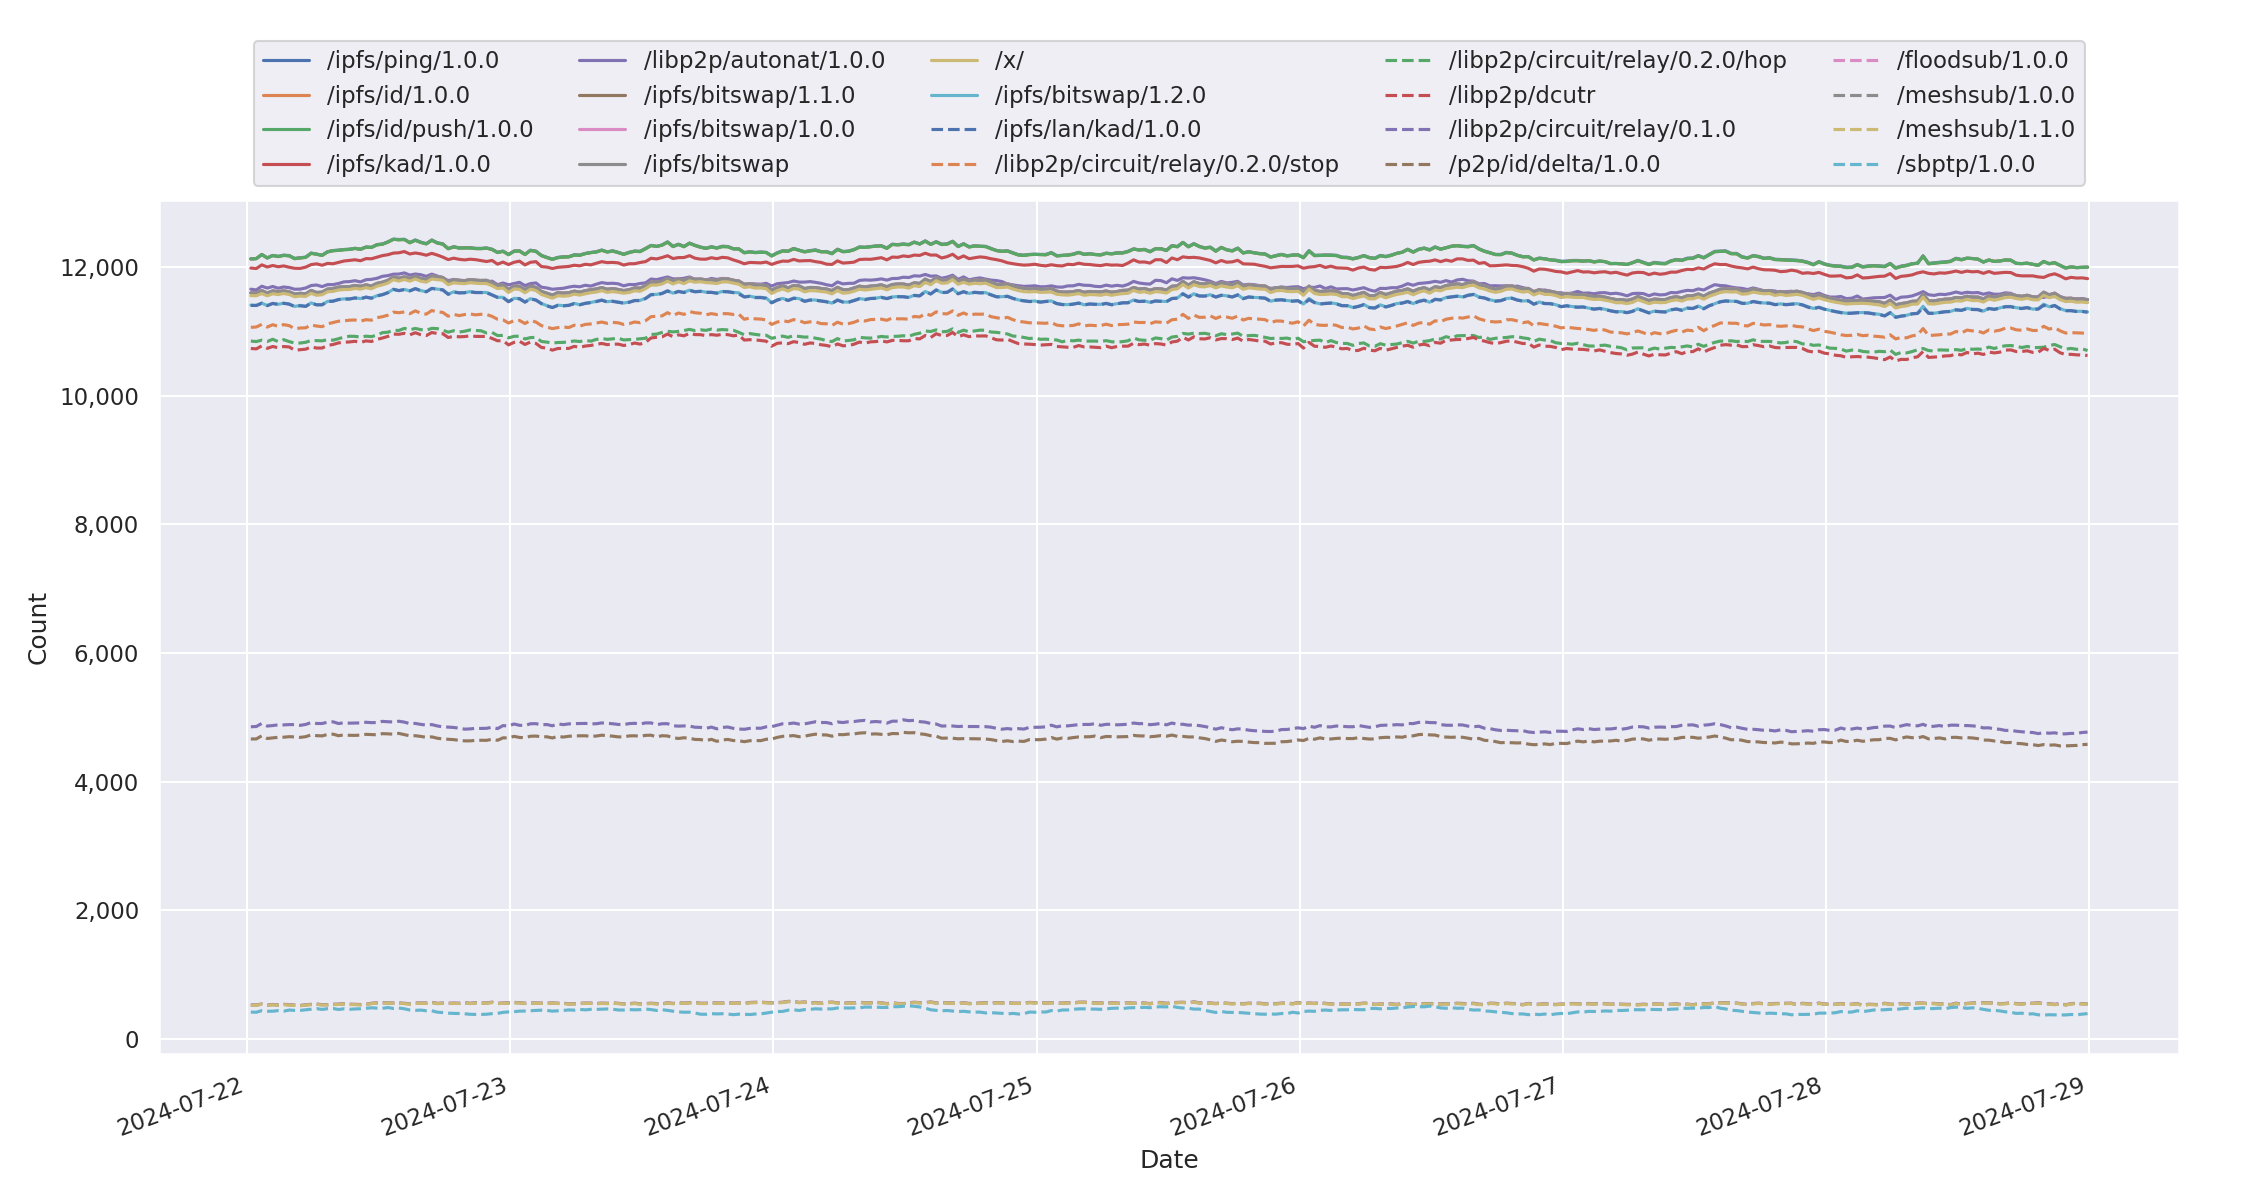 /ipfs/ping/1.0.0
/ipfs/id/1.0.0
/ipfs/id/push/1.0.0
/ipfs/kad/1.0.0
/libp2p/autonat/1.0.0
/ipfs/bitswap/1.1.0
/ipfs/bitswap/1.0.0
/ipfs/bitswap
/x/
/ipfs/bitswap/1.2.0
/ipfs/lan/kad/1.0.0
/libp2p/circuit/relay/0.2.0/stop
/libp2p/circuit/relay/0.2.0/hop
/libp2p/dcutr
/libp2p/circuit/relay/0.1.0
/p2p/id/delta/1.0.0
/floodsub/1.0.0
/meshsub/1.0.0
/meshsub/1.1.0
/sbptp/1.0.0
12,000
10,000
8,000
6,000
4,000
2,000
0
Count
2024-07-22
2024-07-23
2024-07-24
2024-07-25
2024-07-26
2024-07-27
2024-07-28
2024-07-29
Date